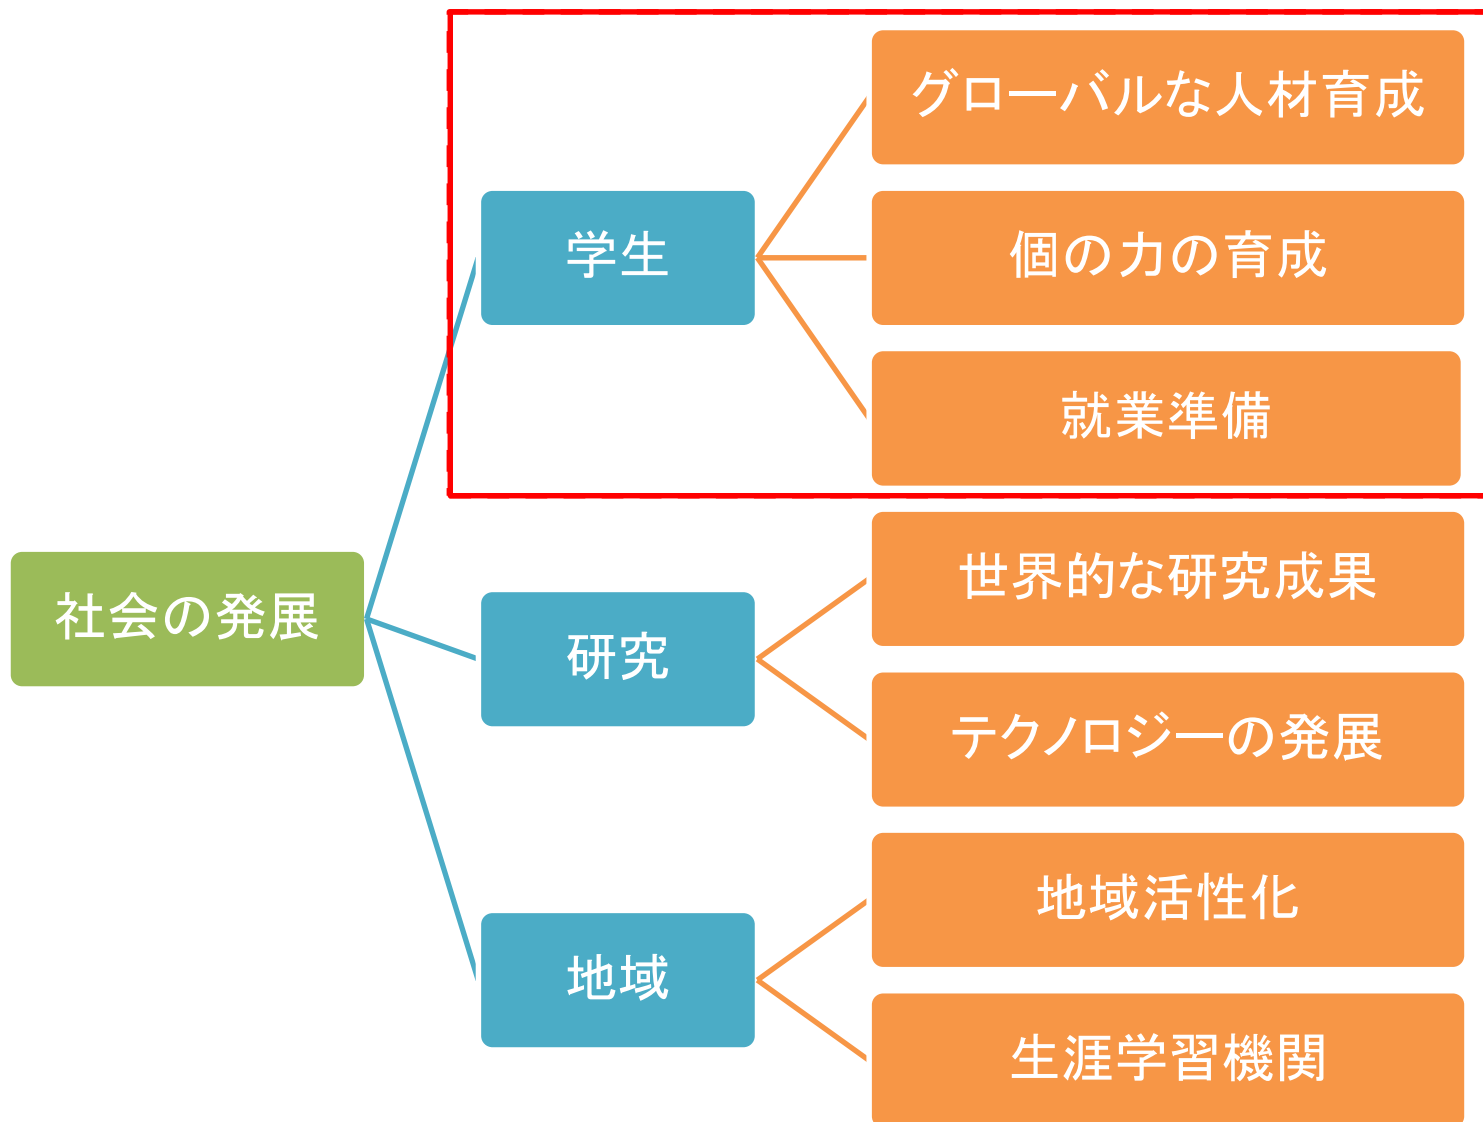 グローバルな人材育成
学生
個の力の育成
就業準備
社会の発展
世界的な研究成果
研究
テクノロジーの発展
地域活性化
地域
生涯学習機関